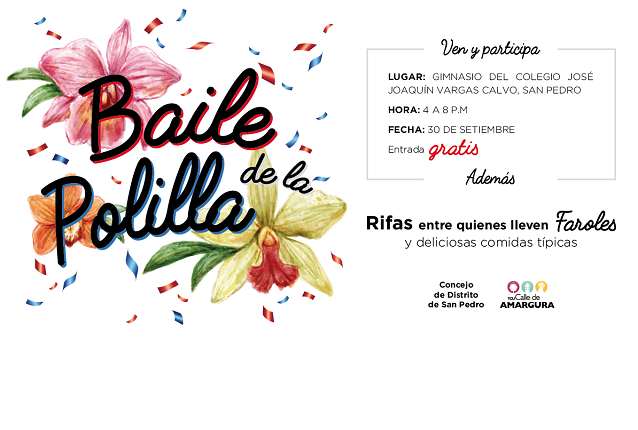 Baile
de la
Polilla
Ven y participa
LUGAR: GIMNASIO DEL COLEGIO JOSÉ
JOAQUÍN VARGAS CALVO, SAN PEDRO
HORA: 4 A 8 P.M
FECHA: 30 DE SETIEMBRE
Entrada gratis
Además
Rifas entre quienes lleven Faroles
y deliciosas comidas típicas
Concejo
de Distrito
de San Pedro
Calle de
AMARGURA